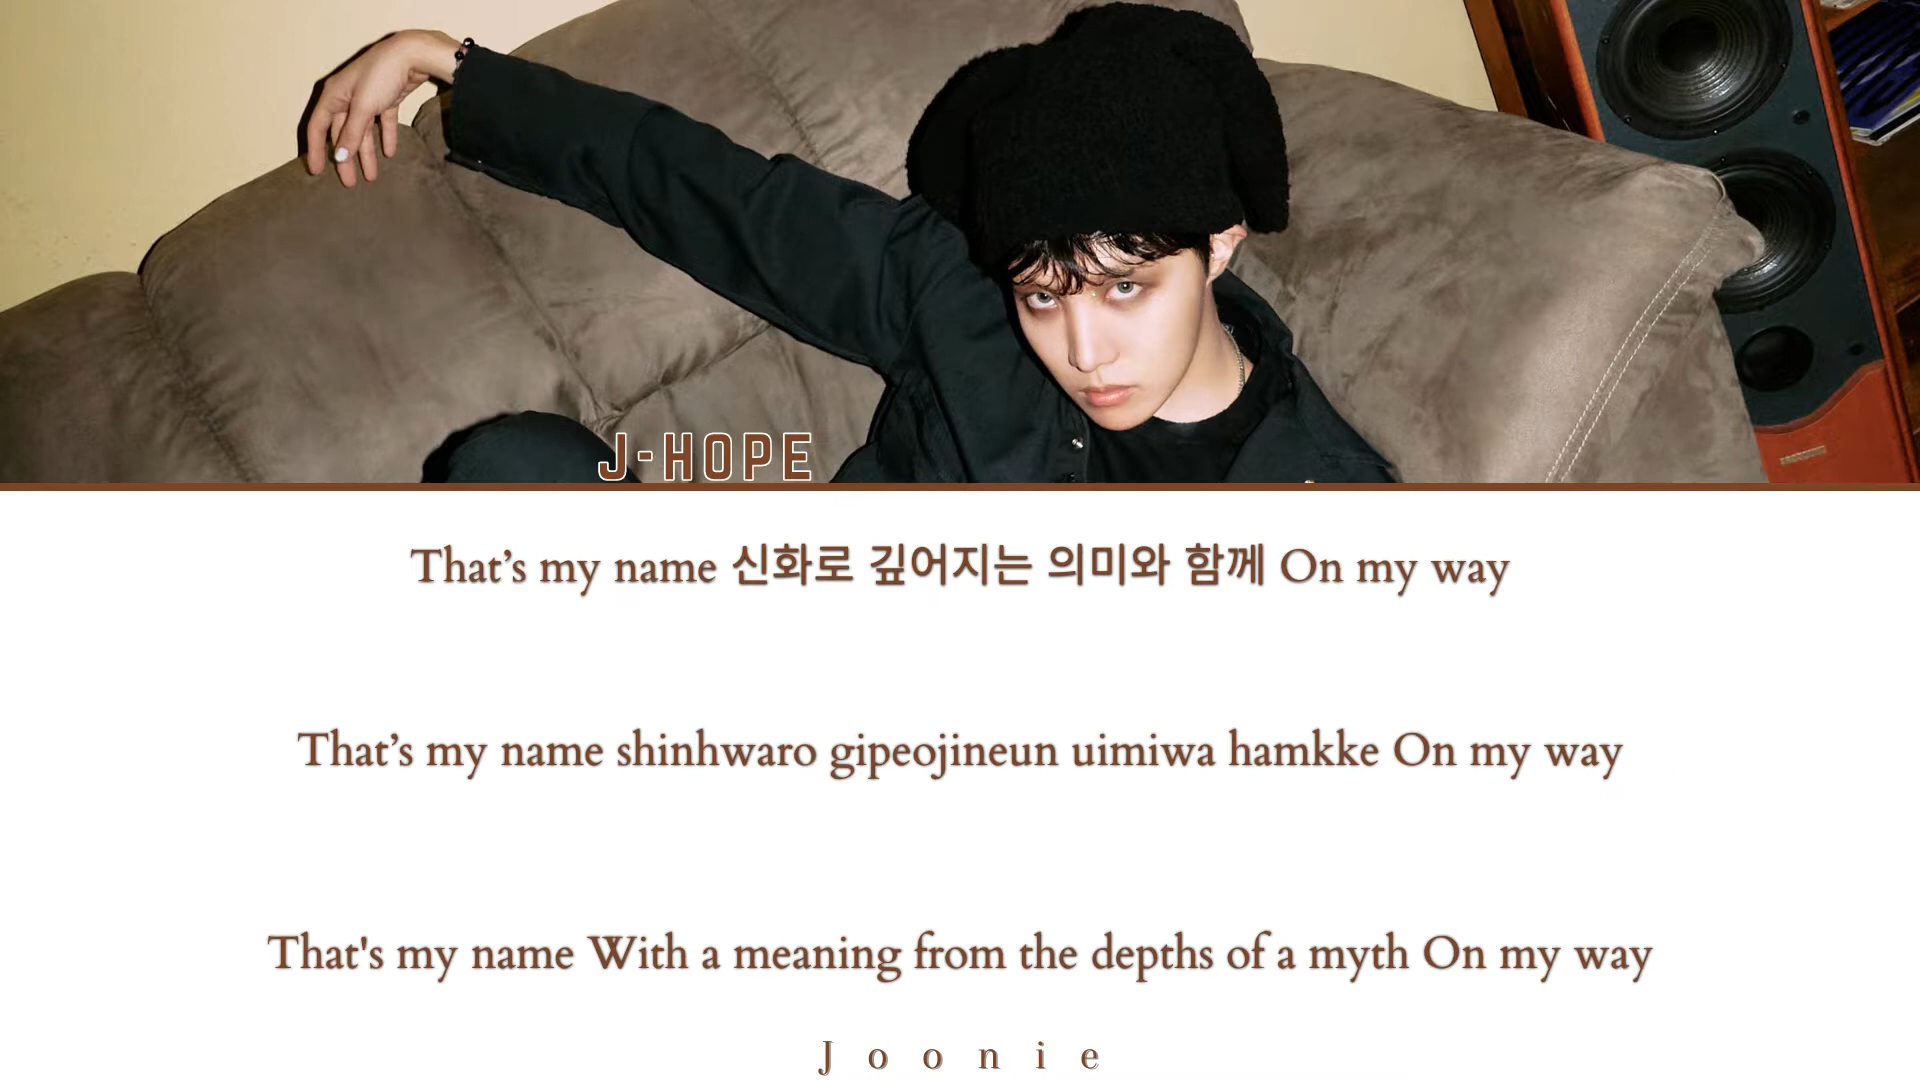 J-HOPE
That’s my name 신화로 깊어지는 의미와 함께 On my way
That’s my name shinhwaro gipeojineun uimiwa hamkke On my way
That's my name With a meaning from the depths of a myth On my way
Joonie